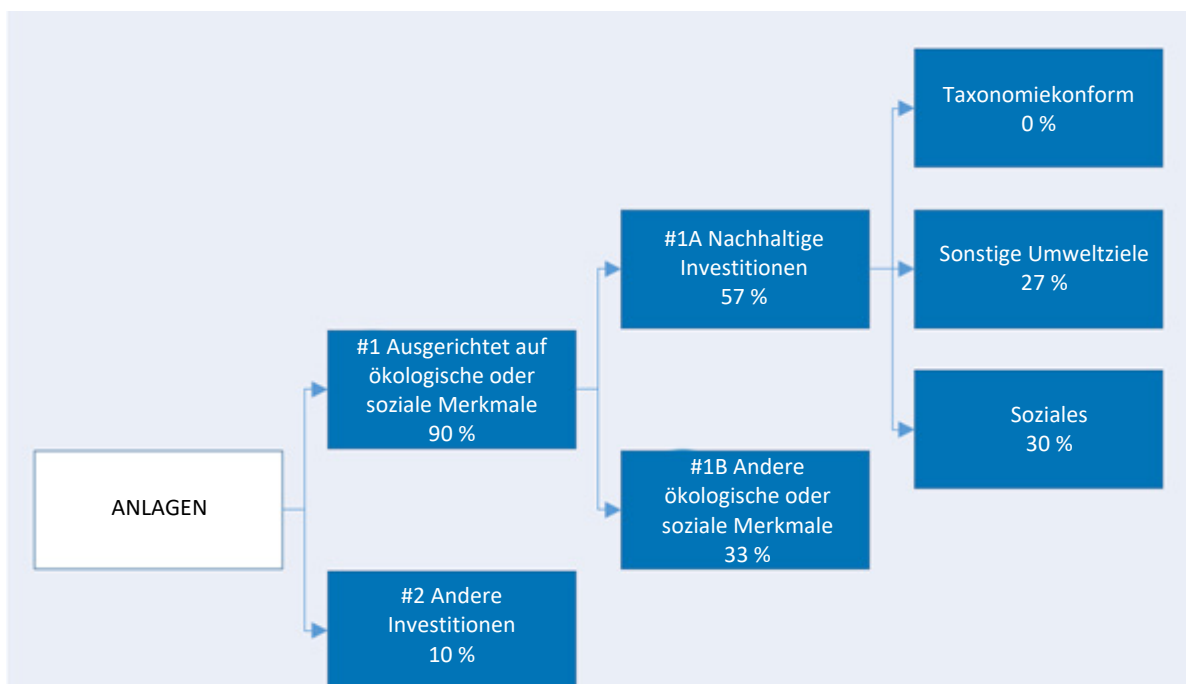 Taxonomiekonform
0 %
#1A Nachhaltige
Investitionen
57 %
Sonstige Umweltziele
27 %
#1 Ausgerichtet auf
ökologische oder
soziale Merkmale
90 %
Soziales
30 %
ANLAGEN
#1B Andere
ökologische oder
soziale Merkmale
33 %
#2 Andere
Investitionen
10 %